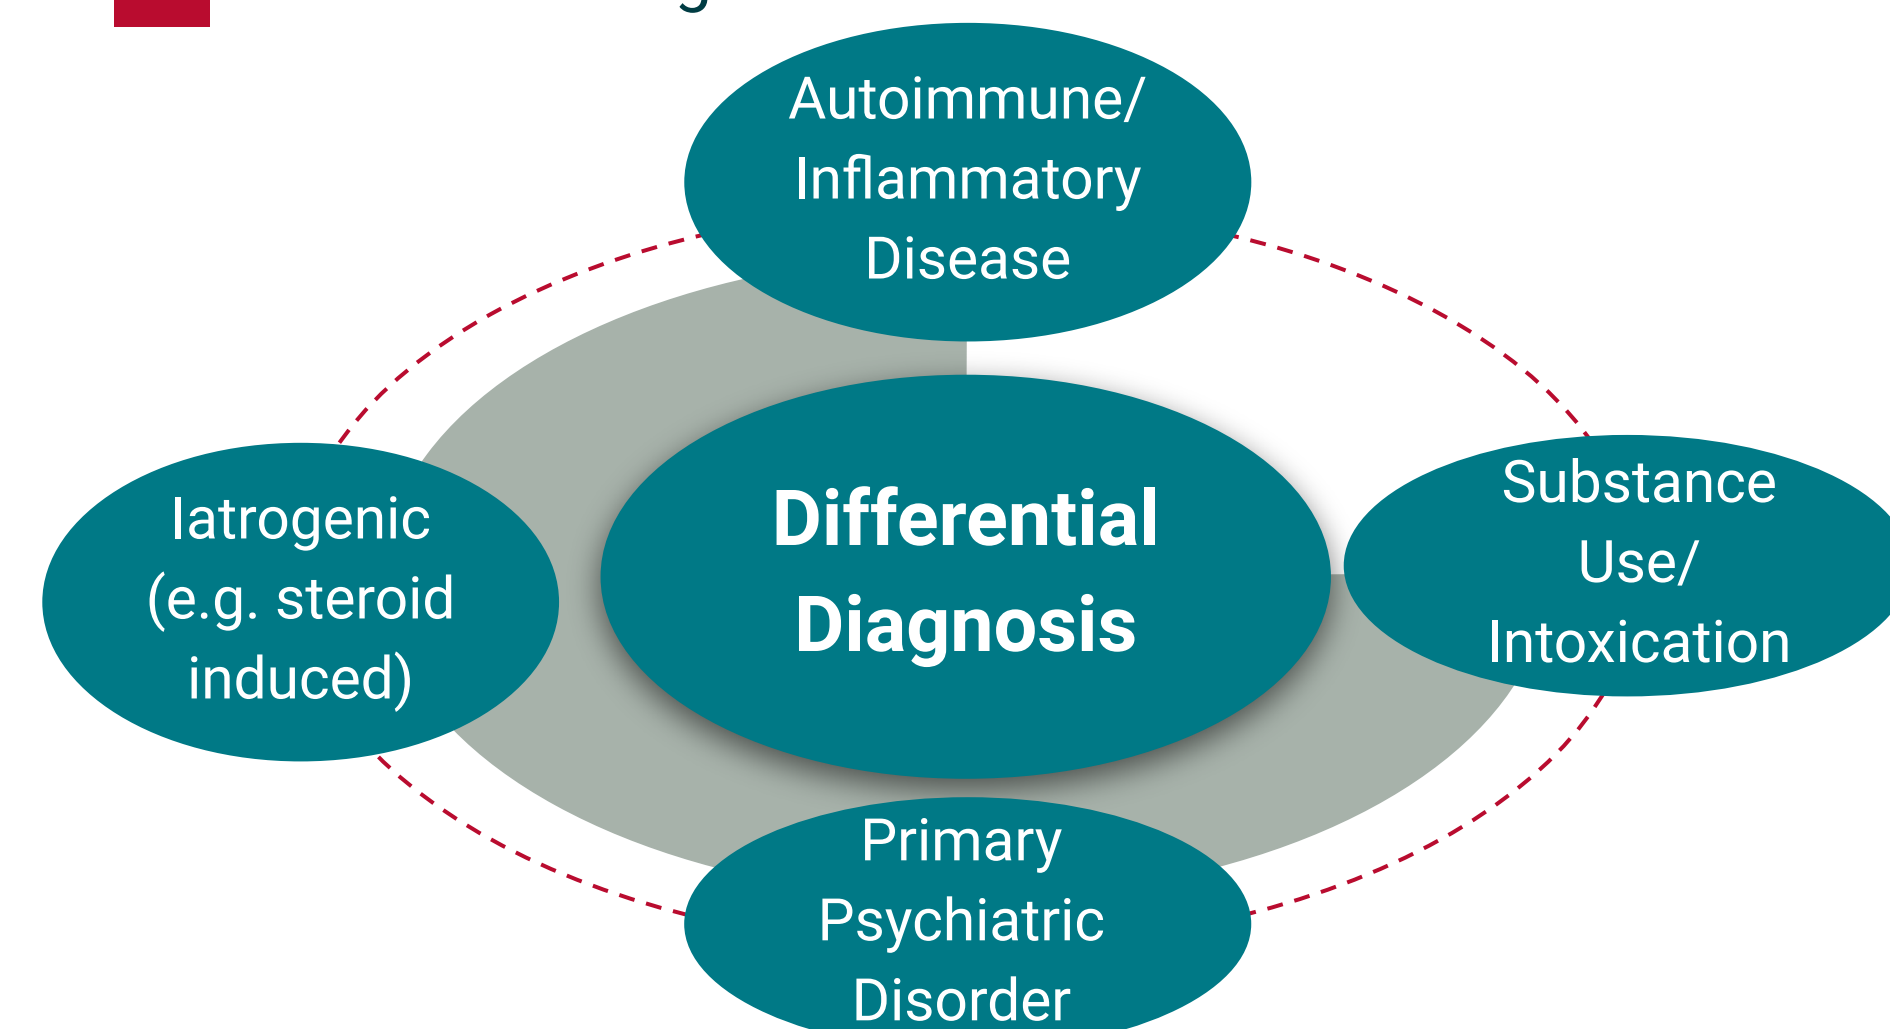 Autoimmune/
Inflammatory
Disease
Iatrogenic
(e.g. steroid
induced)
Differential
Diagnosis
Substance
Use/
Intoxication
Primary
Psychiatric
Disorder